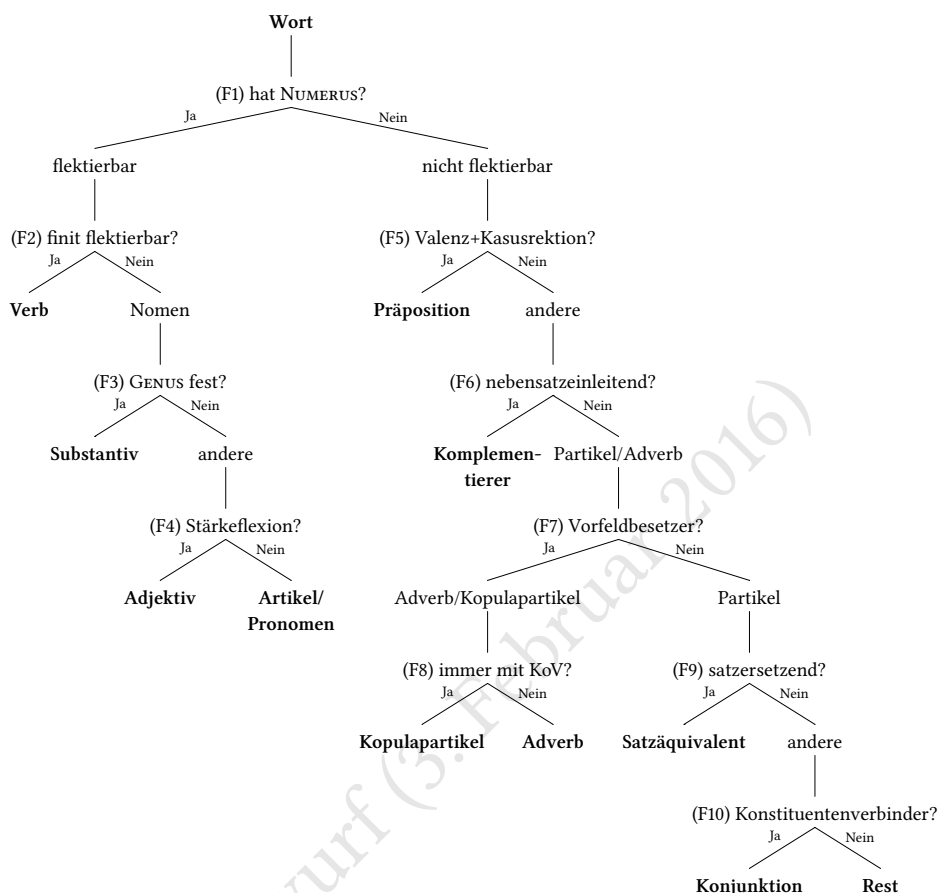 Wort
(F1) hat Numerus?
Ja Nein
flektierbar nicht flektierbar
(F2) finit flektierbar? (F5) Valenz+Kasusrektion?
Ja Nein Ja Nein
Verb Nomen Präposition andere
(F3) Genus fest? (F6) nebensatzeinleitend?
Ja Nein Ja Nein
Substantiv andere Komplemen- Partikel/Adverb
tierer
(F4) Stärkeflexion? (F7) Vorfeldbesetzer?
Ja Nein Ja Nein
Adjektiv Artikel/ Adverb/Kopulapartikel Partikel
Pronomen
(F8) immer mit KoV? (F9) satzersetzend?
Ja Nein Ja Nein
Kopulapartikel Adverb Satzäquivalent andere
(F10) Konstituentenverbinder?
Ja Nein
Konjunktion Rest
wurf (3. Februar 2016)